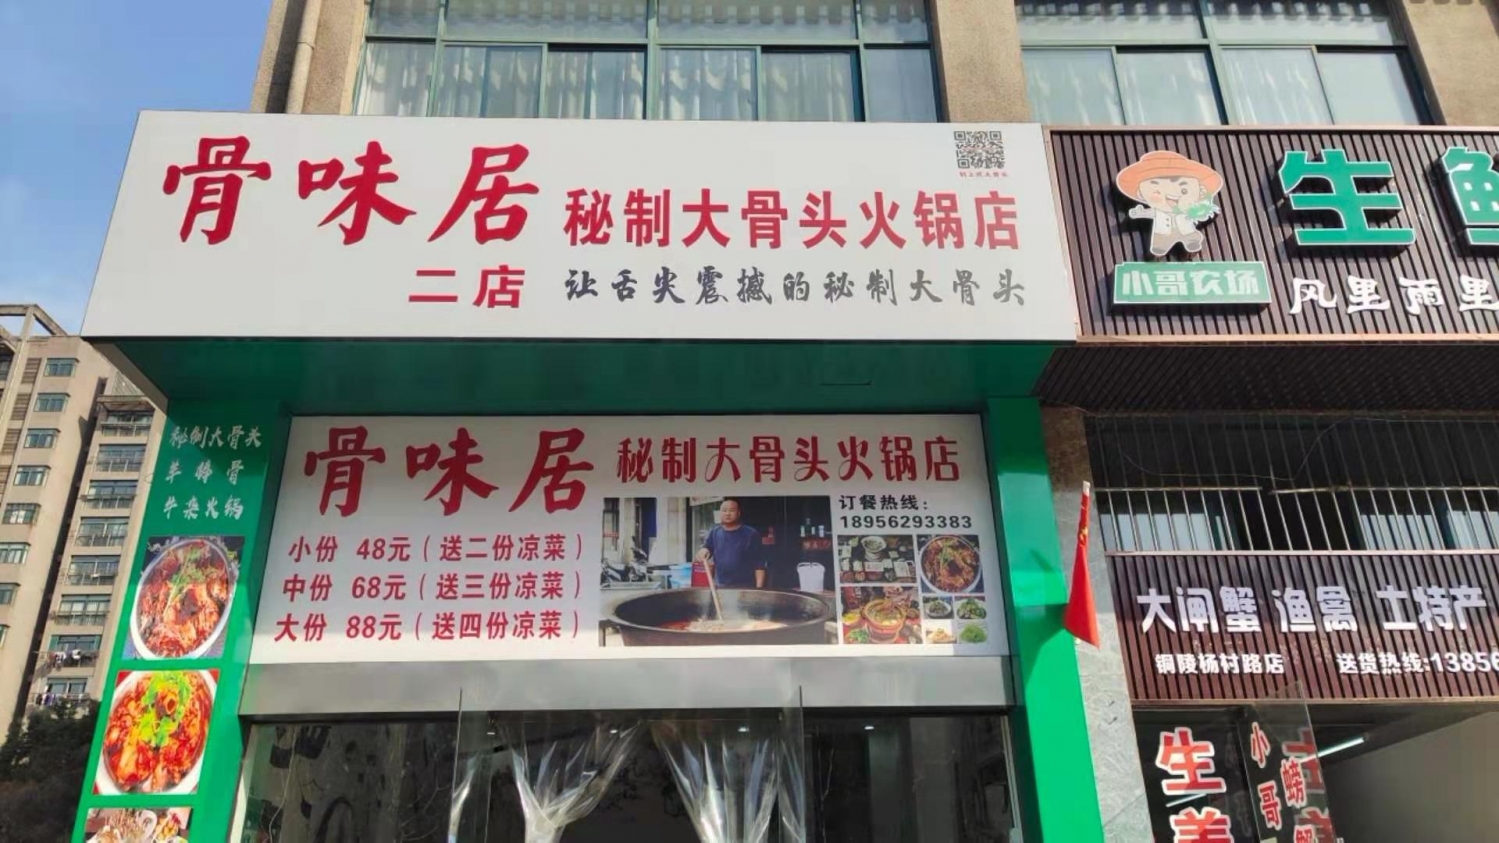 骨味居 秘制大骨头火锅店
二店 让舌尖震撼的秘制大骨头
骨味居 秘制大骨头火锅店
订餐热线：
18956293383
小份 48元（送二份凉菜）
中份 68元（送三份凉菜）
大份 88元（送四份凉菜）
秘制大骨头
羊蝎骨
牛杂火锅
生鲜
小哥农场
风里雨里
大闸蟹 渔禽 土特产
铜陵杨村路店 送货热线:13856
生
小哥